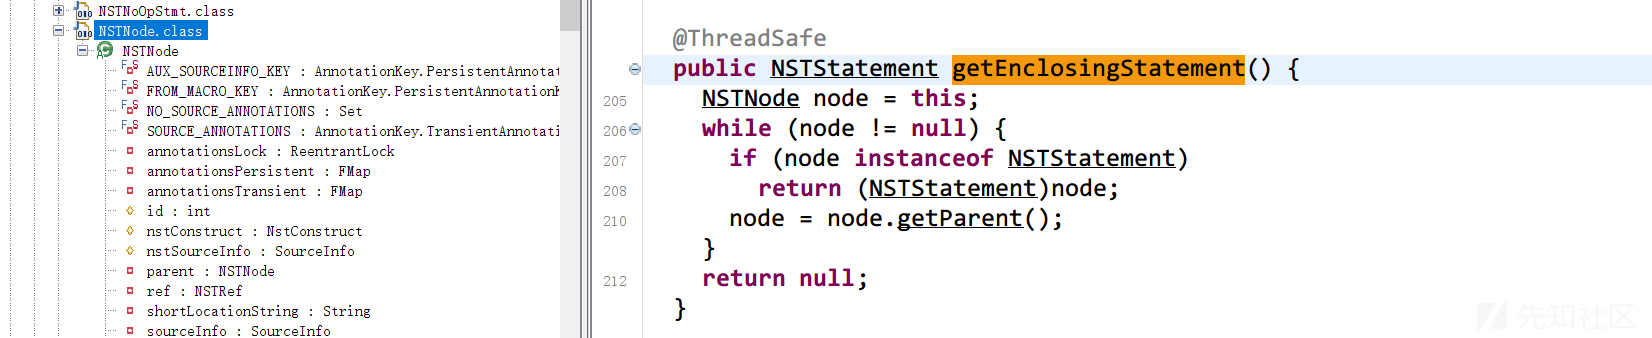 NSTNoOpStmt.class
NSTNode.class
NSTNode
AUX_SOURCEINFO_KEY : AnnotationKey.PersistentAnnotat
FROM_MACRO_KEY : AnnotationKey.PersistentAnnotationK
NO_SOURCE_ANNOTATIONS : Set
SOURCE_ANNOTATIONS : AnnotationKey.TransientAnnotati
annotationsLock : ReentrantLock
annotationsPersistent : FMap
annotationsTransient : FMap
id : int
nstConstruct : NstConstruct
nstSourceInfo : SourceInfo
parent : NSTNode
ref : NSTRef
shortLocationString : String
sourceInfo : SourceInfo
@ThreadSafe
public NSTStatement getEnclosingStatement() {
205 NSTNode node = this;
206 while (node != null) {
207 if (node instanceof NSTStatement)
208 return (NSTStatement)node;
210 node = node.getParent();
}
212 return null;
}
先知社区